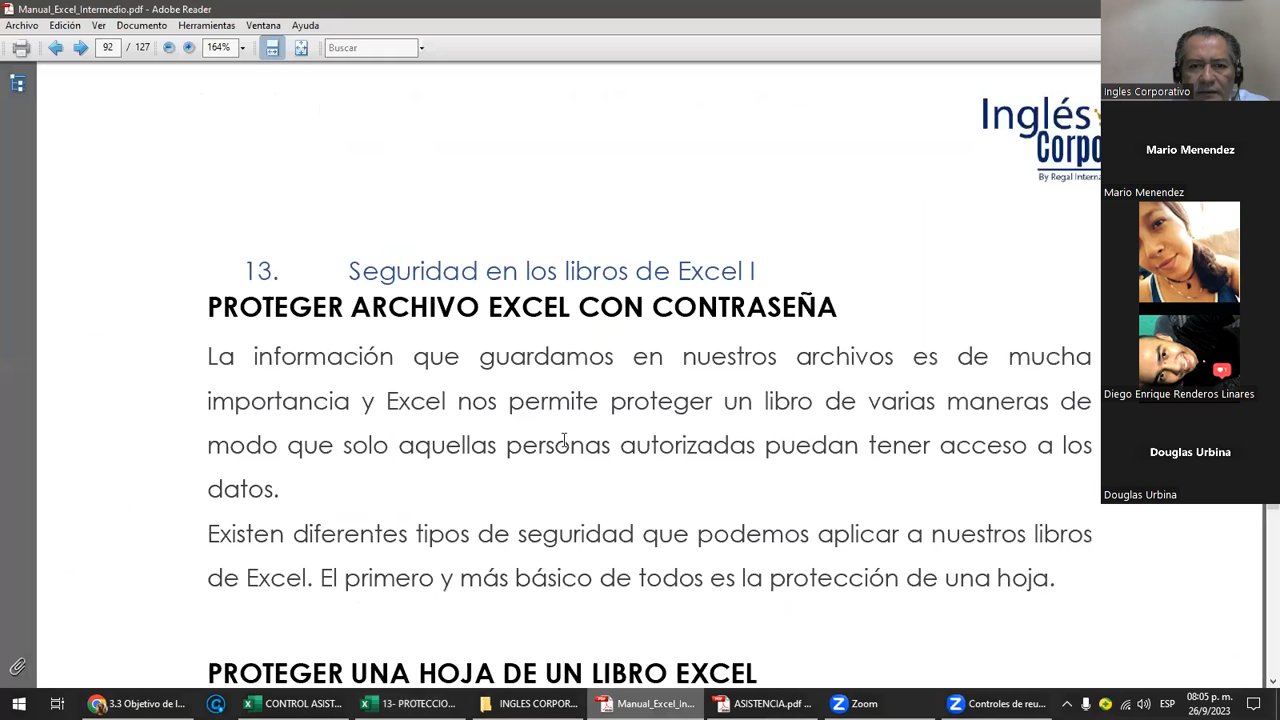 Manual_Excel_Intermedio.pdf - Adobe Reader
Archivo Edición Ver Documento Herramientas Ventana Ayuda
92 / 127 164% Buscar
Inglés
Corpo
By Regal Interna
13. Seguridad en los libros de Excel I
PROTEGER ARCHIVO EXCEL CON CONTRASEÑA
La información que guardamos en nuestros archivos es de mucha
importancia y Excel nos permite proteger un libro de varias maneras de
modo que solo aquellas personas autorizadas puedan tener acceso a los
datos.
Existen diferentes tipos de seguridad que podemos aplicar a nuestros libros
de Excel. El primero y más básico de todos es la protección de una hoja.
PROTEGER UNA HOJA DE UN LIBRO EXCEL
Ingles Corporativo
Mario Menendez
Mario Menendez
Diego Enrique Renderos Linares
Douglas Urbina
Douglas Urbina
3.3 Objetivo de l... CONTROL ASIST... 13- PROTECCIO... INGLES CORPOR... Manual_Excel_In... ASISTENCIA.pdf ... Zoom Controles de reu... ESP 08:05 p. m.
26/9/2023